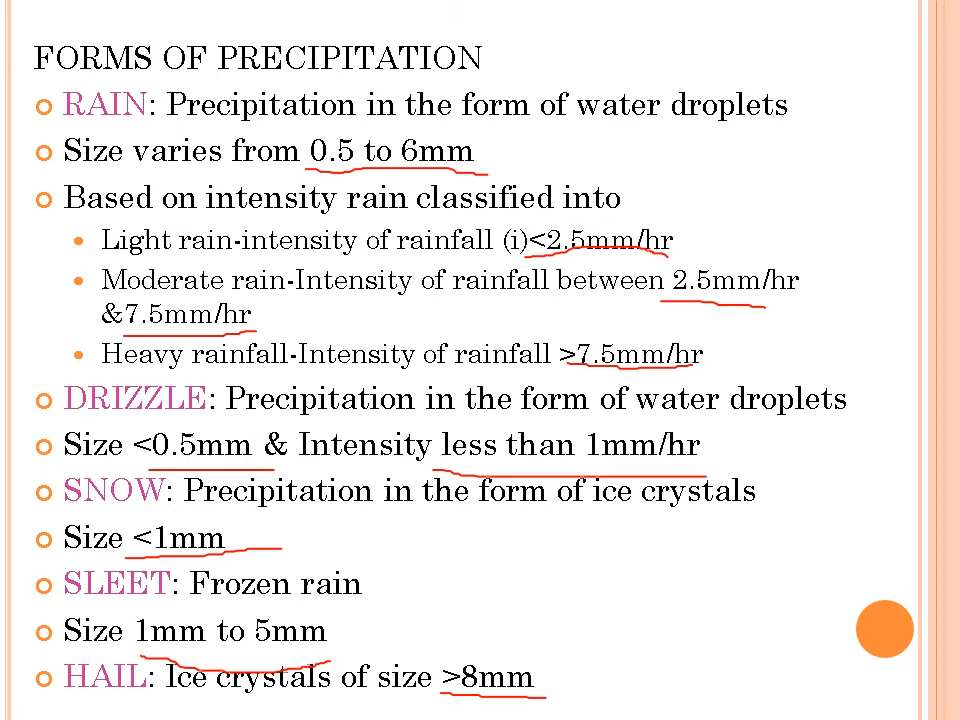 FORMS OF PRECIPITATION
RAIN: Precipitation in the form of water droplets
Size varies from 0.5 to 6mm
Based on intensity rain classified into
Light rain-intensity of rainfall (i)<2.5mm/hr
Moderate rain-Intensity of rainfall between 2.5mm/hr
&7.5mm/hr
Heavy rainfall-Intensity of rainfall >7.5mm/hr
DRIZZLE: Precipitation in the form of water droplets
Size <0.5mm & Intensity less than 1mm/hr
SNOW: Precipitation in the form of ice crystals
Size <1mm
SLEET: Frozen rain
Size 1mm to 5mm
HAIL: Ice crystals of size >8mm